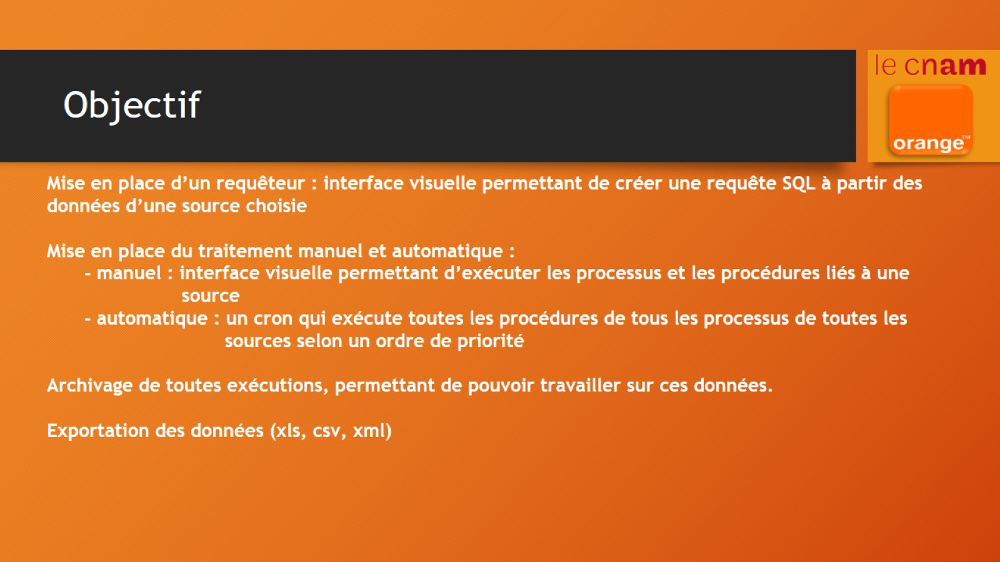 le cnam
Objectif
orange™
Mise en place d’un requêteur : interface visuelle permettant de créer une requête SQL à partir des
données d’une source choisie
Mise en place du traitement manuel et automatique :
- manuel : interface visuelle permettant d’exécuter les processus et les procédures liés à une
source
- automatique : un cron qui exécute toutes les procédures de tous les processus de toutes les
sources selon un ordre de priorité
Archivage de toutes exécutions, permettant de pouvoir travailler sur ces données.
Exportation des données (xls, csv, xml)